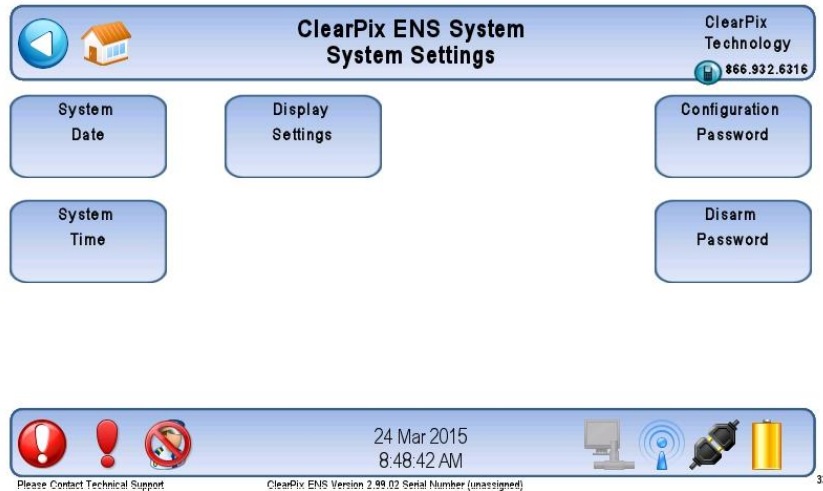 ClearPix ENS System
System Settings
ClearPix
Technology
866.932.6316
System
Date
Display
Settings
Configuration
Password
System
Time
Disarm
Password
24 Mar 2015
8:48:42 AM
Please Contact Technical Support
ClearPix ENS Version 2.99.02 Serial Number (unassigned)